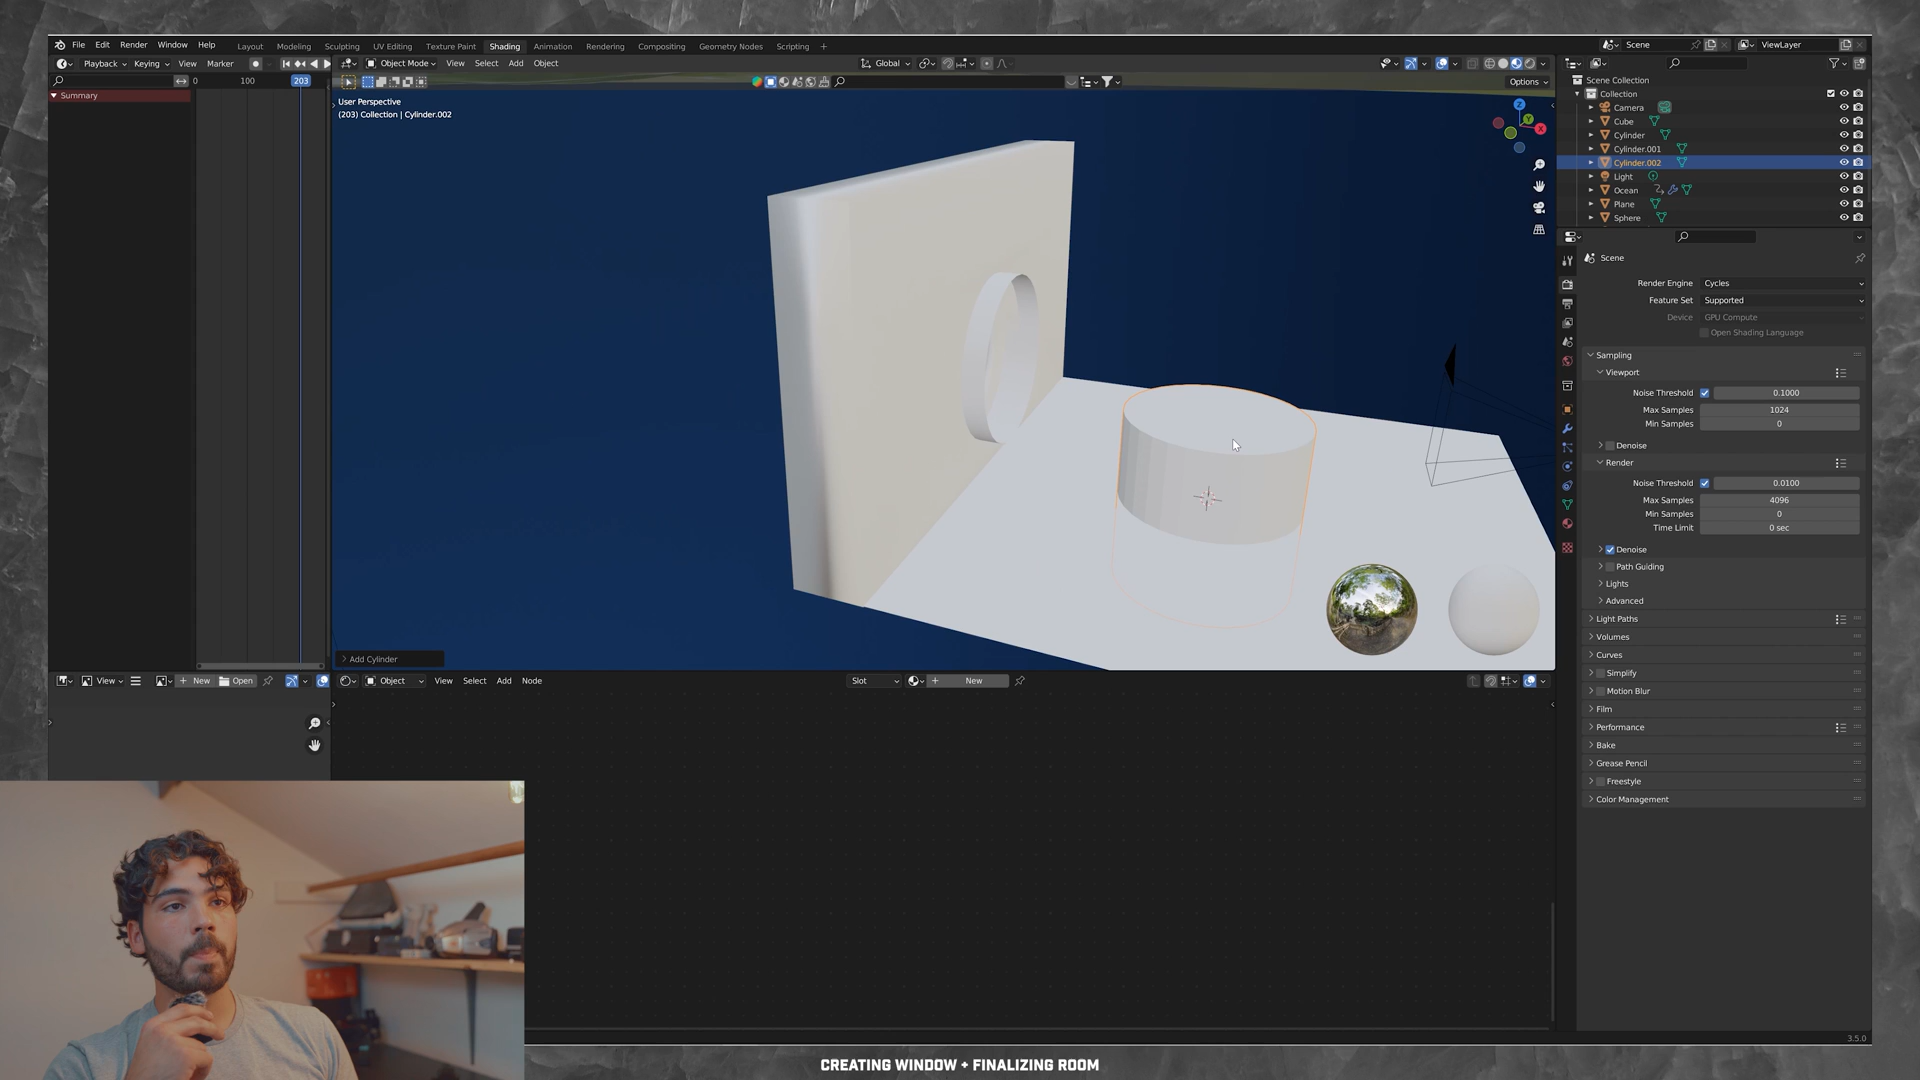 File Edit Render Window Help Layout Modeling Sculpting UV Editing Texture Paint Shading Animation Rendering Compositing Geometry Nodes Scripting + Scene ViewLayer
Playback Keying View Marker Object Mode View Select Add Object Global
0 100 203 Options
Summary
User Perspective
(203) Collection | Cylinder.002
Z
Y
X
Scene Collection
Collection
Camera
Cube
Cylinder
Cylinder.001
Cylinder.002
Light
Ocean
Plane
Sphere
Scene
Render Engine Cycles
Feature Set Supported
Device GPU Compute
Open Shading Language
Sampling
Viewport
Noise Threshold 0.1000
Max Samples 1024
Min Samples 0
Denoise
Render
Noise Threshold 0.0100
Max Samples 4096
Min Samples 0
Time Limit 0 sec
Denoise
Path Guiding
Lights
Advanced
Light Paths
Volumes
Curves
Simplify
Motion Blur
Film
Performance
Bake
Grease Pencil
Freestyle
Color Management
Add Cylinder
View New Open Object View Select Add Node Slot New
3.5.0
CREATING WINDOW + FINALIZING ROOM